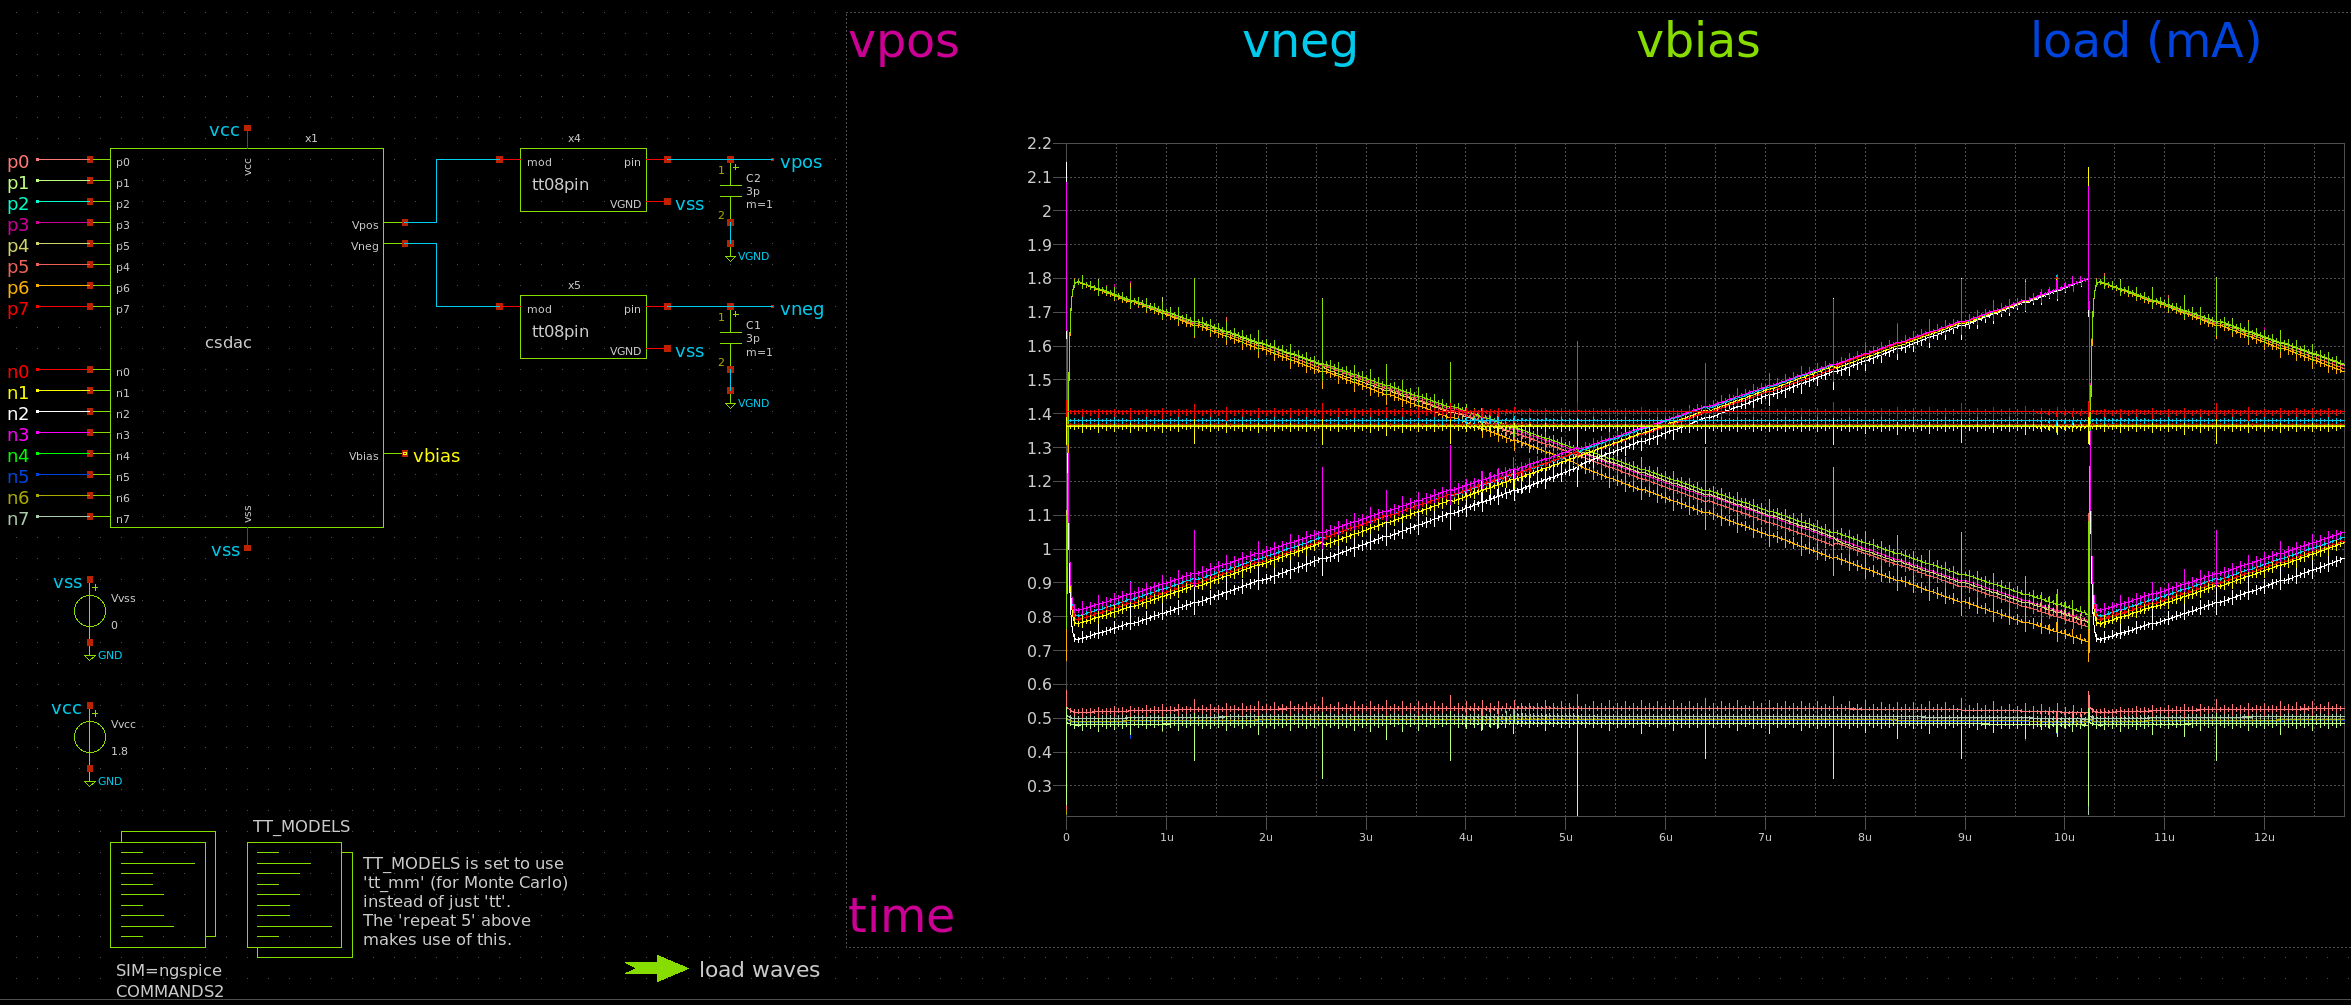 vpos vneg vbias load (mA)
vcc
x1
x4
x5
p0
p1
p2
p3
p4
p5
p6
p7
n0
n1
n2
n3
n4
n5
n6
n7
vcc
p0
p1
p2
p3
p5
p4
p6
p7
csdac
n0
n1
n2
n3
n4
n5
n6
n7
vss
Vpos
Vneg
Vbias
vbias
vss
mod pin
tt08pin
VGND
vss
1 +
C2
3p
m=1
2
VGND
vpos
mod pin
tt08pin
VGND
vss
1 +
C1
3p
m=1
2
VGND
vneg
vss
+
Vvss
0
GND
vcc
+
Vvcc
1.8
GND
TT_MODELS
TT_MODELS is set to use
'tt_mm' (for Monte Carlo)
instead of just 'tt'.
The 'repeat 5' above
makes use of this.
SIM=ngspice
COMMANDS2
load waves
2.2
2.1
2
1.9
1.8
1.7
1.6
1.5
1.4
1.3
1.2
1.1
1
0.9
0.8
0.7
0.6
0.5
0.4
0.3
0 1u 2u 3u 4u 5u 6u 7u 8u 9u 10u 11u 12u
time